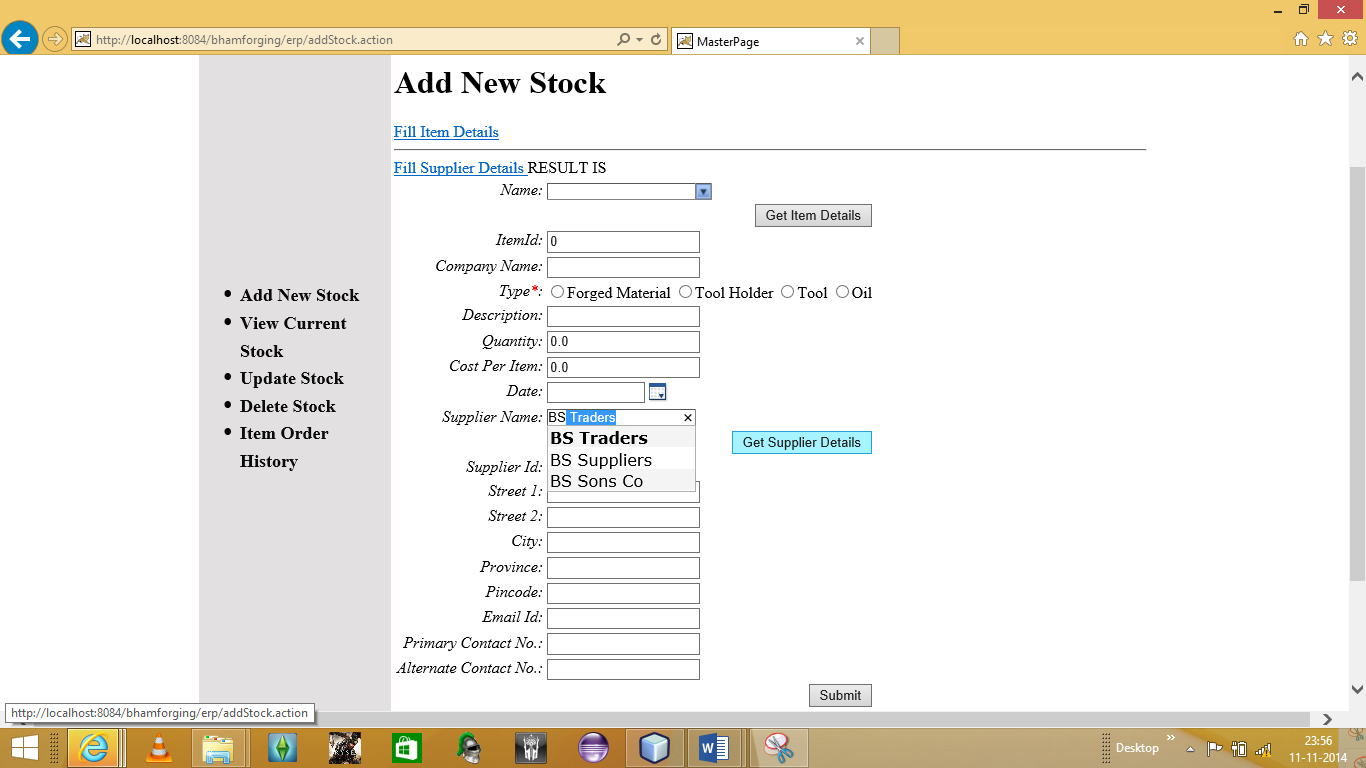 http://localhost:8084/bhamforging/erp/addStock.action
MasterPage
Add New Stock
Fill Item Details
Fill Supplier Details RESULT IS
Name:
Get Item Details
ItemId: 0
Company Name:
Type*: Forged Material Tool Holder Tool Oil
Description:
Quantity: 0.0
Cost Per Item: 0.0
Date:
Supplier Name: BS Traders
BS Traders
BS Suppliers
BS Sons Co
Get Supplier Details
Supplier Id:
Street 1:
Street 2:
City:
Province:
Pincode:
Email Id:
Primary Contact No.:
Alternate Contact No.:
Submit
Add New Stock
View Current
Stock
Update Stock
Delete Stock
Item Order
History
http://localhost:8084/bhamforging/erp/addStock.action
Desktop
23:56
11-11-2014